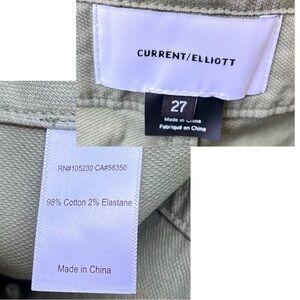 CURRENT/ELLIOTT
27
Made in China
Fabriqué en China
RN#105230 CA#58350
98% Cotton 2% Elastane
Made in China